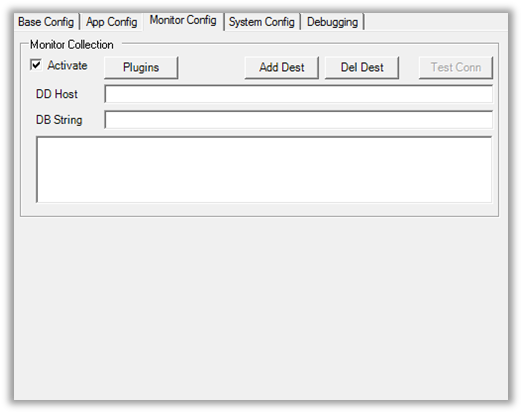 Base Config App Config Monitor Config System Config Debugging
Monitor Collection
Activate Plugins Add Dest Del Dest Test Conn
DD Host
DB String